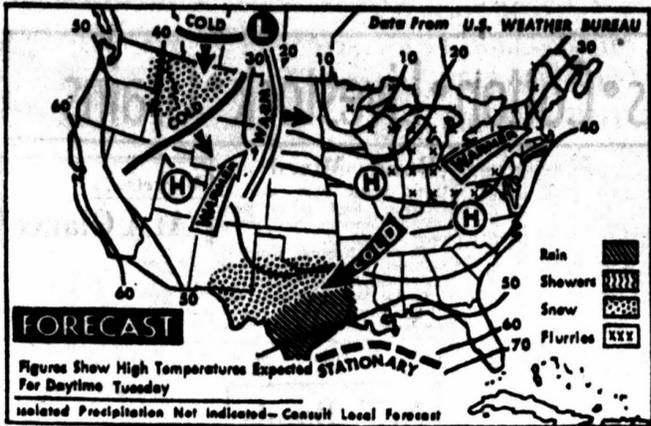 Data From U.S. WEATHER BUREAU
COLD
L
50
40
30
20
10
10
20
30
60
COLD
WARM
40
WARMER
H
WARMER
H
H
COLD
Rain
Showers
Snow
Flurries
60
50
50
60
70
STATIONARY
FORECAST
Figures Show High Temperatures Expected
For Daytime Tuesday
Isolated Precipitation Not Indicated — Consult Local Forecast